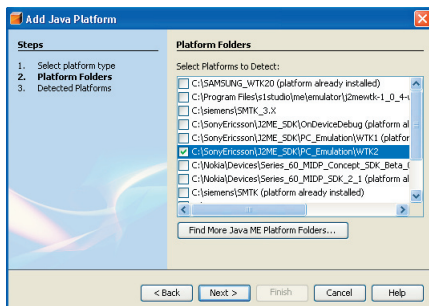 Add Java Platform
Steps
1. Select platform type
2. Platform Folders
3. Detected Platforms
Platform Folders
Select Platforms to Detect:
C:\SAMSUNG_WTK20 (platform already installed)
C:\Program Files\s1studio\me\emulator\j2mewtk-1_0_4-
C:\siemens\SMTK_3.X
C:\SonyEricsson\J2ME_SDK\OnDeviceDebug (platform al
C:\SonyEricsson\J2ME_SDK\PC_Emulation\WTK1 (platfor
C:\SonyEricsson\J2ME_SDK\PC_Emulation\WTK2
C:\Nokia\Devices\Series_60_MIDP_Concept_SDK_Beta_0
C:\Nokia\Devices\Series_60_MIDP_SDK_2_1 (platform al
C:\siemens\SMTK (platform already installed)
Find More Java ME Platform Folders...
< Back Next > Finish Cancel Help